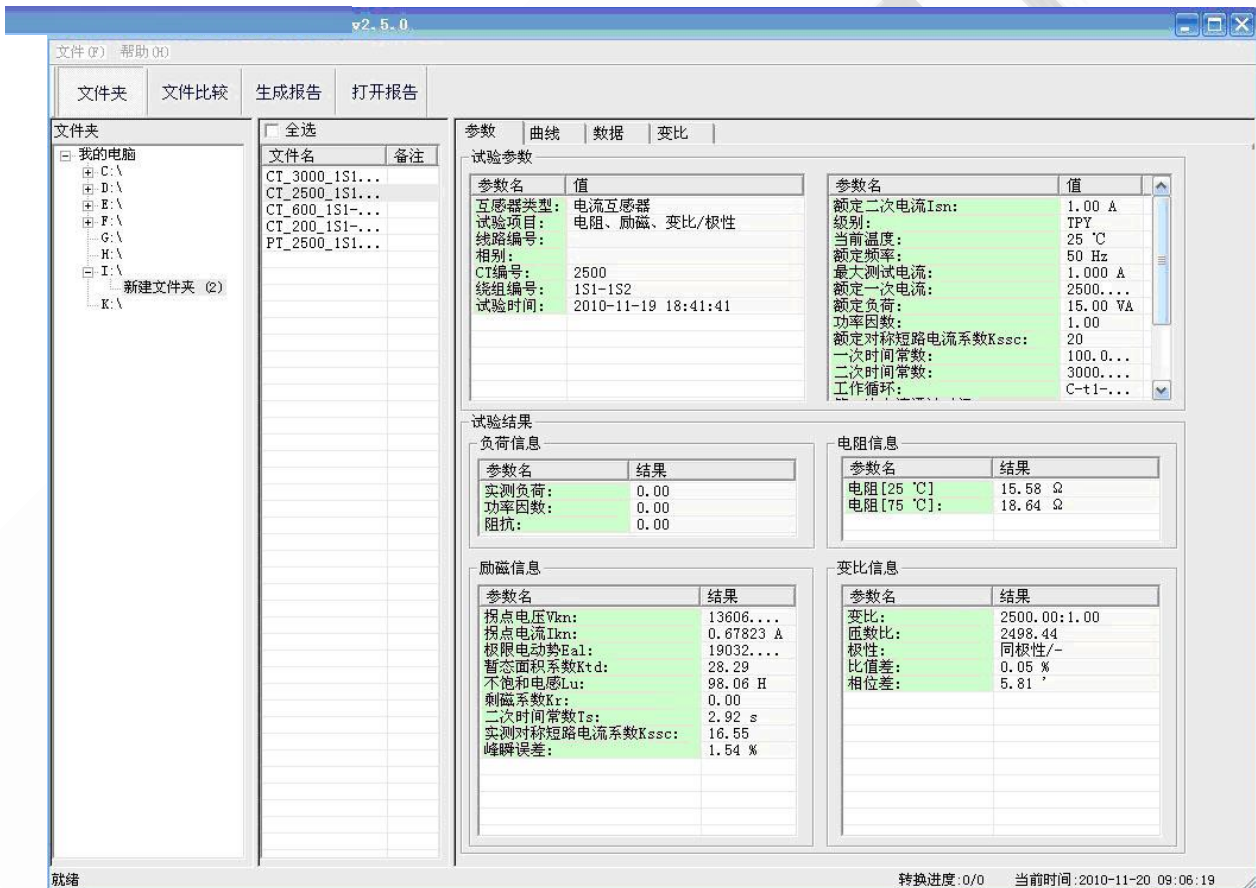 v2.5.0
文件(F) 帮助(H)
文件夹 文件比较 生成报告 打开报告
文件夹
我的电脑
C:\
D:\
E:\
F:\
G:\
H:\
I:\
新建文件夹 (2)
K:\
全选
文件名 备注
CT_3000_1S1...
CT_2500_1S1...
CT_600_1S1-...
CT_200_1S1-...
PT_2500_1S1...
参数 曲线 数据 变比
试验参数
参数名 值
互感器类型: 电流互感器
试验项目: 电阻、励磁、变比/极性
线路编号:
相别:
CT编号: 2500
绕组编号: 1S1-1S2
试验时间: 2010-11-19 18:41:41
参数名 值
额定二次电流Isn: 1.00 A
级别: TPY
当前温度: 25 ℃
额定频率: 50 Hz
最大测试电流: 1.000 A
额定一次电流: 2500....
额定负荷: 15.00 VA
功率因数: 1.00
额定对称短路电流系数Kssc: 20
一次时间常数: 100.0...
二次时间常数: 3000....
工作循环: C-t1-...
试验结果
负荷信息
参数名 结果
实测负荷: 0.00
功率因数: 0.00
阻抗: 0.00
电阻信息
参数名 结果
电阻[25 ℃] 15.58 Ω
电阻[75 ℃]: 18.64 Ω
励磁信息
参数名 结果
拐点电压Vkn: 13606....
拐点电流Ikn: 0.67823 A
极限电动势Eal: 19032....
暂态面积系数Ktd: 28.29
不饱和电感Lu: 98.06 H
剩磁系数Kr: 0.00
二次时间常数Ts: 2.92 s
实测对称短路电流系数Kssc: 16.55
峰瞬误差: 1.54 %
变比信息
参数名 结果
变比: 2500.00:1.00
匝数比: 2498.44
极性: 同极性/-
比值差: 0.05 %
相位差: 5.81 '
就绪
转换进度:0/0 当前时间:2010-11-20 09:06:19